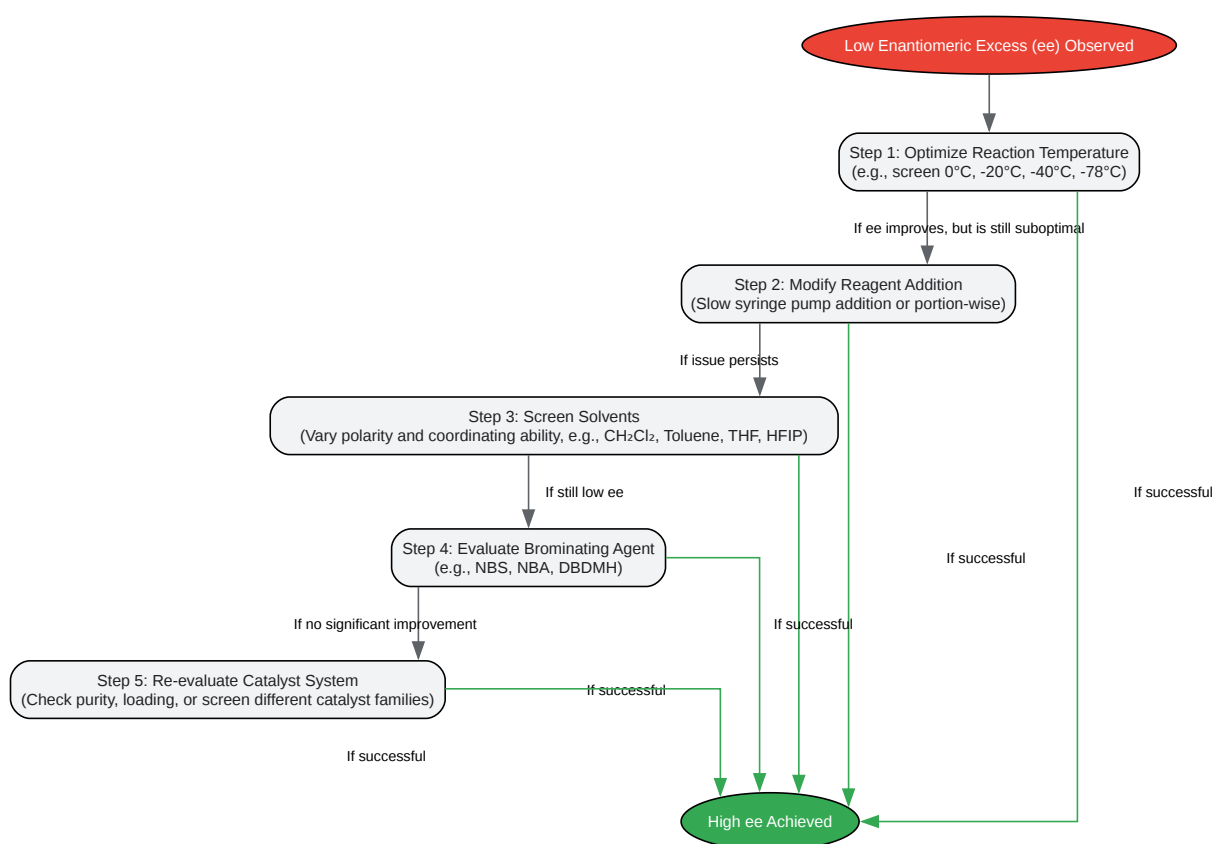 Low Enantiomeric Excess (ee) Observed
Step 1: Optimize Reaction Temperature
(e.g., screen 0°C, -20°C, -40°C, -78°C)
If ee improves, but is still suboptimal
Step 2: Modify Reagent Addition
(Slow syringe pump addition or portion-wise)
If issue persists
Step 3: Screen Solvents
(Vary polarity and coordinating ability, e.g., CH₂Cl₂, Toluene, THF, HFIP)
If still low ee
If successful
Step 4: Evaluate Brominating Agent
(e.g., NBS, NBA, DBDMH)
If successful
If no significant improvement
If successful
Step 5: Re-evaluate Catalyst System
(Check purity, loading, or screen different catalyst families)
If successful
If successful
High ee Achieved